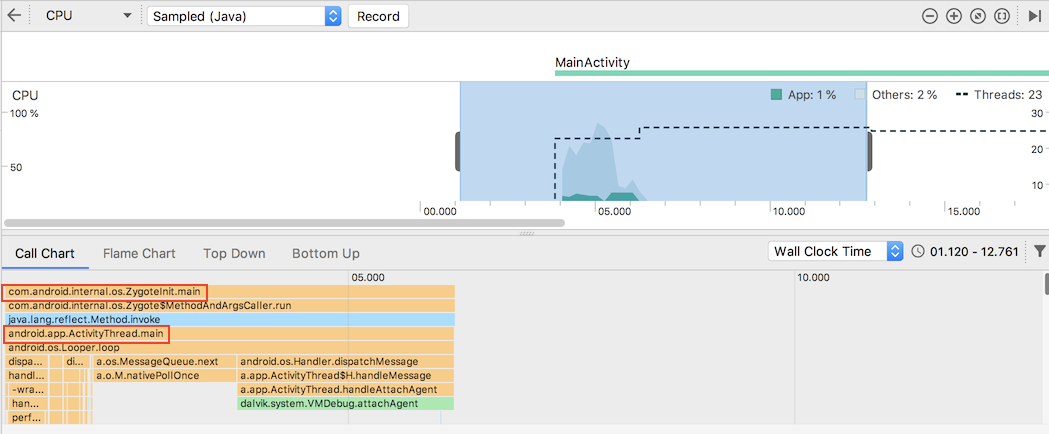 CPU Sampled (Java) Record
MainActivity
CPU App: 1 % Others: 2 % Threads: 23
100 % 30
50 20
10
00.000 05.000 10.000 15.000
Call Chart Flame Chart Top Down Bottom Up Wall Clock Time 01.120 - 12.761
05.000 10.000
com.android.internal.os.ZygoteInit.main
com.android.internal.os.Zygote$MethodAndArgsCaller.run
java.lang.reflect.Method.invoke
android.app.ActivityThread.main
android.os.Looper.loop
dispa... di... a.os.MessageQueue.next android.os.Handler.dispatchMessage
handl... a.o.M.nativePollOnce a.app.ActivityThread$H.handleMessage
-wra... a.app.ActivityThread.handleAttachAgent
han... dalvik.system.VMDebug.attachAgent
perf...